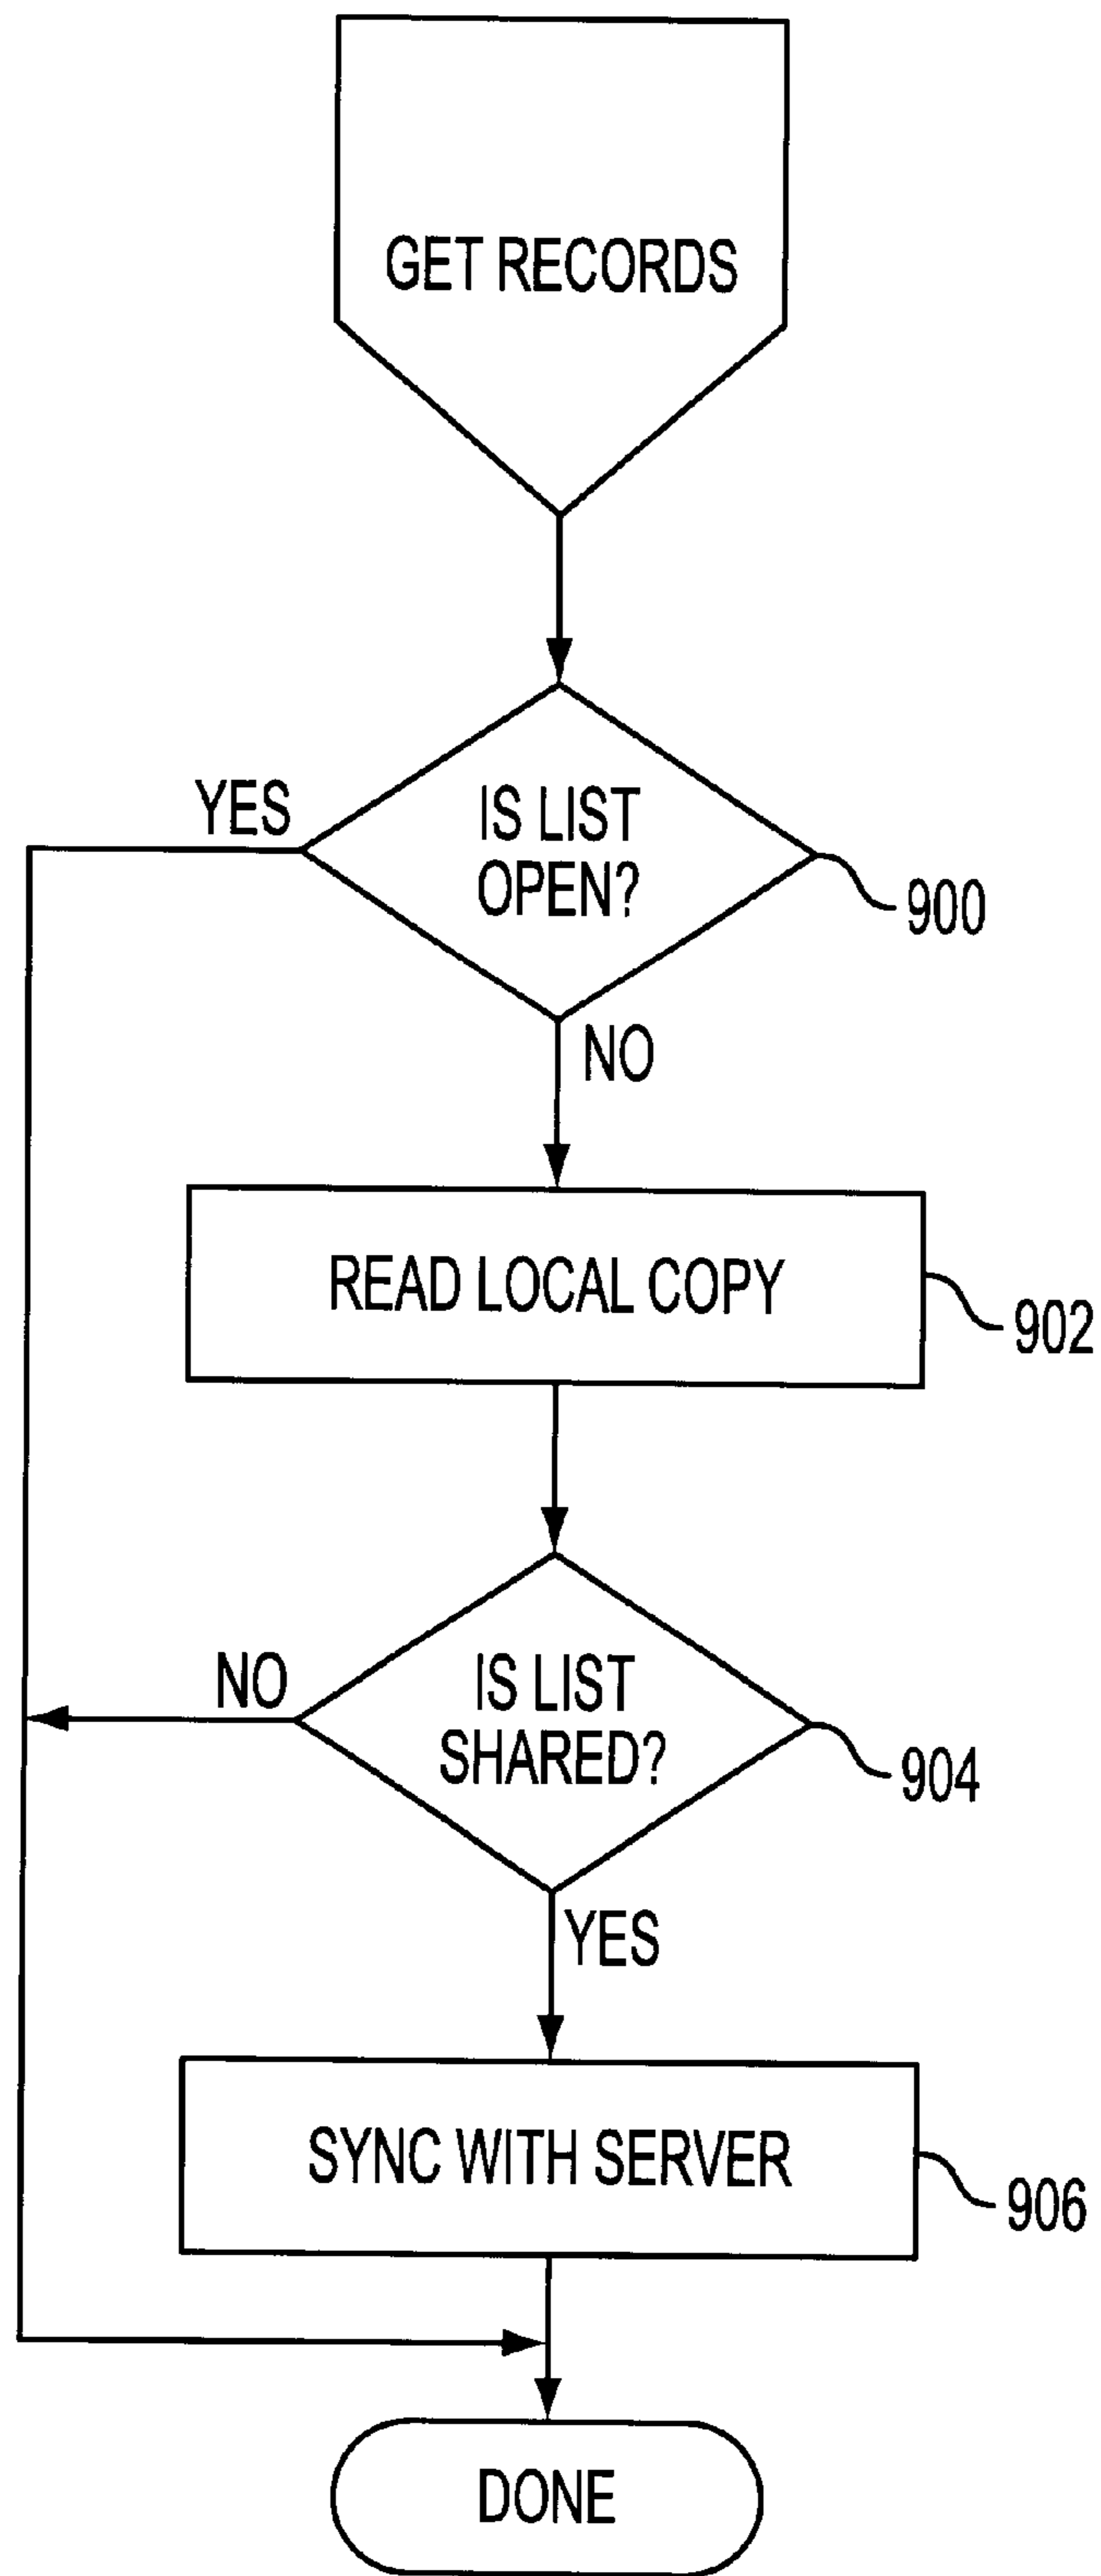 GET RECORDS
YES
IS LIST
OPEN?
900
NO
READ LOCAL COPY
902
NO
IS LIST
SHARED?
904
YES
SYNC WITH SERVER
906
DONE